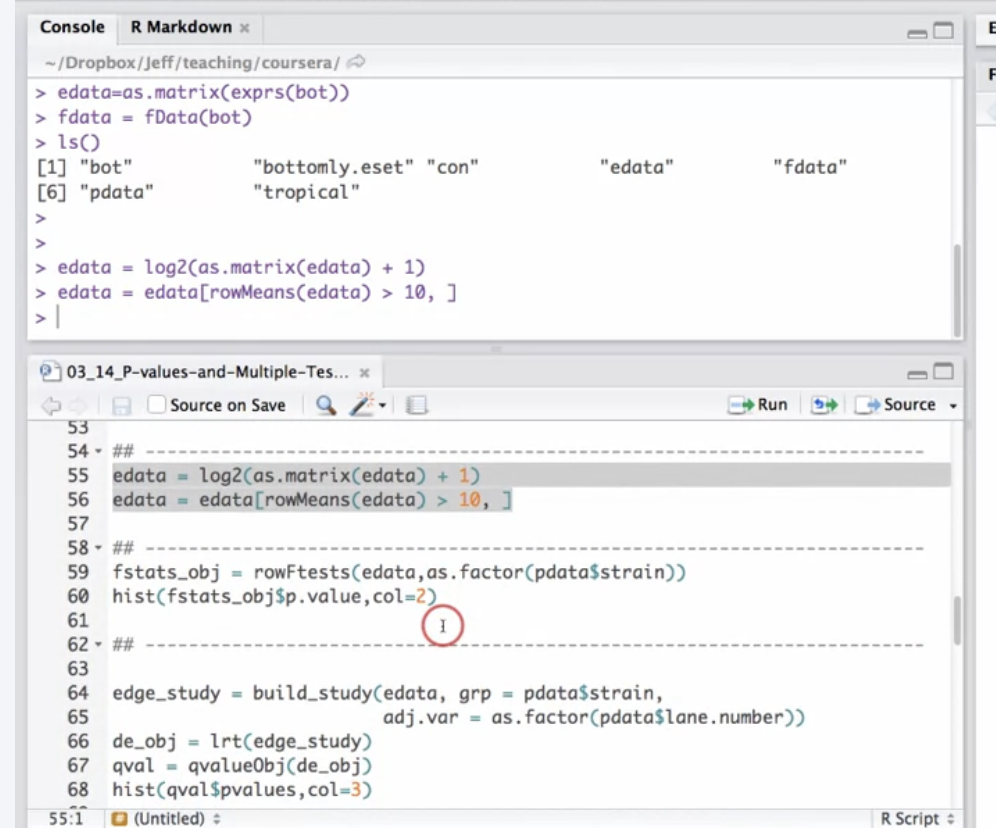 Console R Markdown ×
~/Dropbox/Jeff/teaching/coursera/
> edata=as.matrix(exprs(bot))
> fdata = fData(bot)
> ls()
[1] "bot" "bottomly.eset" "con" "edata" "fdata"
[6] "pdata" "tropical"
>
>
> edata = log2(as.matrix(edata) + 1)
> edata = edata[rowMeans(edata) > 10, ]
>
03_14_P-values-and-Multiple-Tes... ×
Source on Save Run Source
53
54 ## ------------------------------------------------------------------
55 edata = log2(as.matrix(edata) + 1)
56 edata = edata[rowMeans(edata) > 10, ]
57
58 ## ------------------------------------------------------------------
59 fstats_obj = rowFtests(edata,as.factor(pdata$strain))
60 hist(fstats_obj$p.value,col=2)
61
62 ## ------------------------------------------------------------------
63
64 edge_study = build_study(edata, grp = pdata$strain,
65 adj.var = as.factor(pdata$lane.number))
66 de_obj = lrt(edge_study)
67 qval = qvalueObj(de_obj)
68 hist(qval$pvalues,col=3)
55:1 # (Untitled) R Script